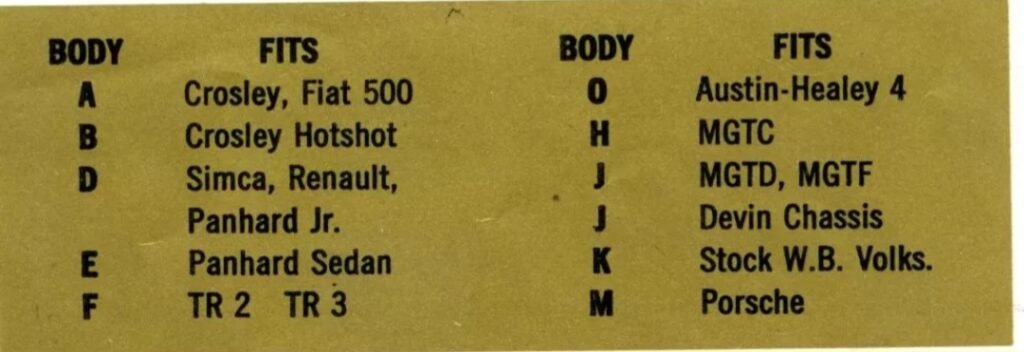 BODY FITS BODY FITS
A Crosley, Fiat 500 O Austin-Healey 4
B Crosley Hotshot H MGTC
D Simca, Renault, J MGTD, MGTF
Panhard Jr. J Devin Chassis
E Panhard Sedan K Stock W.B. Volks.
F TR 2 TR 3 M Porsche